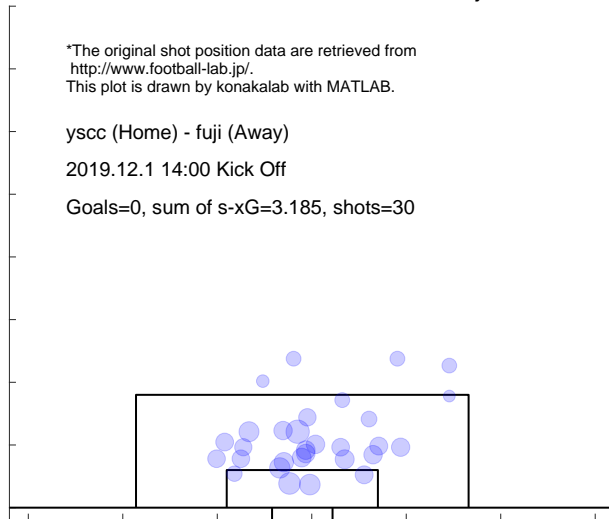 *The original shot position data are retrieved from
http://www.football-lab.jp/.
This plot is drawn by konakalab with MATLAB.
yscc (Home) - fuji (Away)
2019.12.1 14:00 Kick Off
Goals=0, sum of s-xG=3.185, shots=30